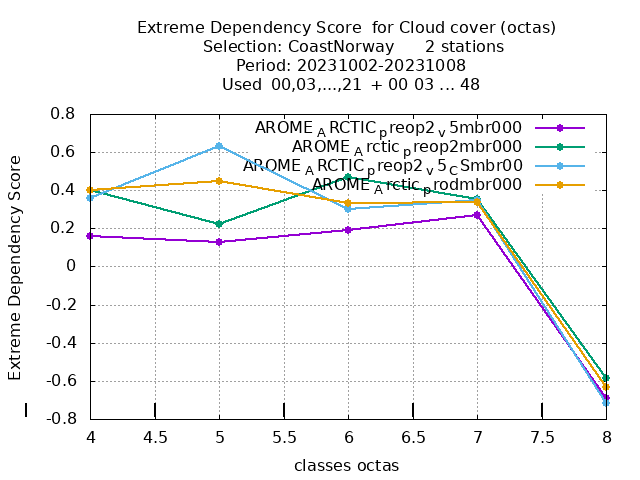 Extreme Dependency Score  for Cloud cover (octas)
Selection: CoastNorway      2 stations
Period: 20231002-20231008
Used  00,03,...,21  + 00 03 ... 48
AROME_ARCTIC_preop2_v5mbr000
AROME_Arctic_preop2mbr000
AROME_ARCTIC_preop2_v5_CSmbr00
AROME_Arctic_prodmbr000
Extreme Dependency Score
0.8
0.6
0.4
0.2
0
-0.2
-0.4
-0.6
-0.8
4 4.5 5 5.5 6 6.5 7 7.5 8
classes octas